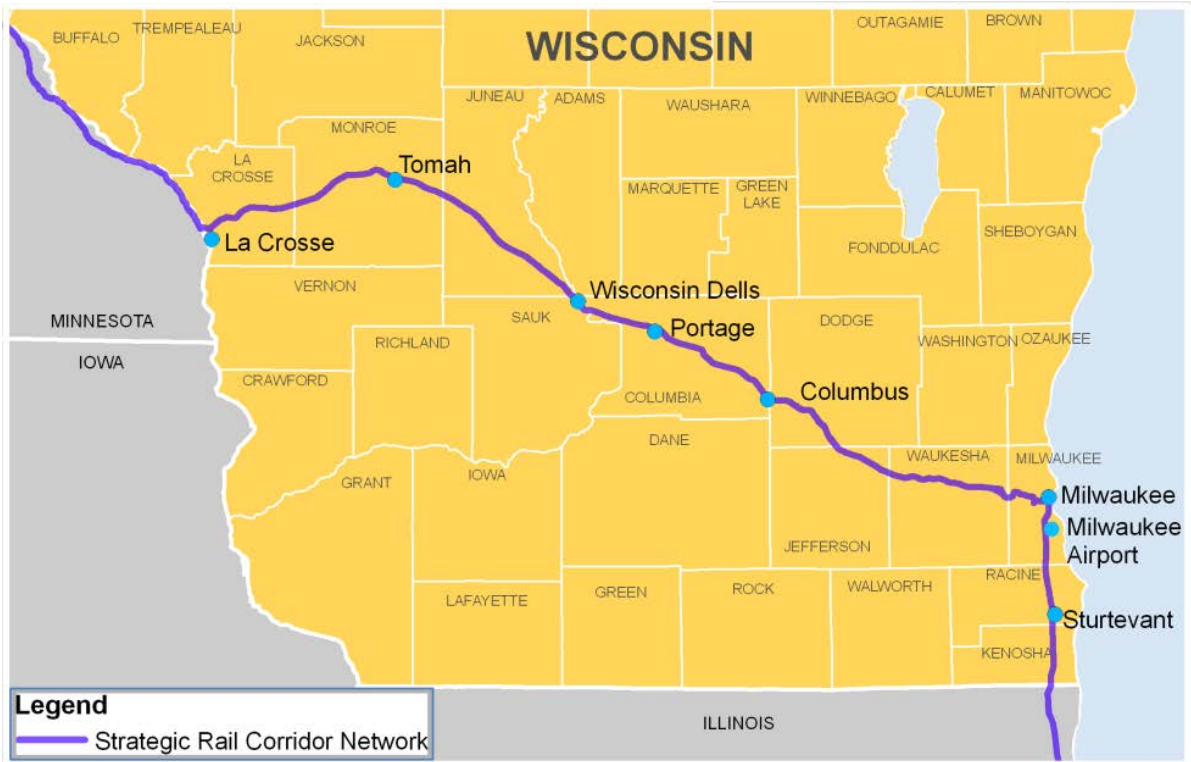 WISCONSIN
BUFFALO
TREMPEALEAU
JACKSON
OUTAGAMIE
BROWN
JUNEAU
ADAMS
WAUSHARA
WINNEBAGO
CALUMET
MANITOWOC
MONROE
LA
CROSSE
Tomah
MARQUETTE
GREEN
LAKE
La Crosse
FONDDULAC
SHEBOYGAN
VERNON
Wisconsin Dells
MINNESOTA
SAUK
Portage
DODGE
IOWA
RICHLAND
WASHINGTON
OZAUKEE
CRAWFORD
COLUMBIA
Columbus
DANE
GRANT
IOWA
WAUKESHA
MILWAUKEE
Milwaukee
Milwaukee
Airport
JEFFERSON
LAFAYETTE
GREEN
ROCK
WALWORTH
RACINE
Sturtevant
KENOSHA
Legend
Strategic Rail Corridor Network
ILLINOIS